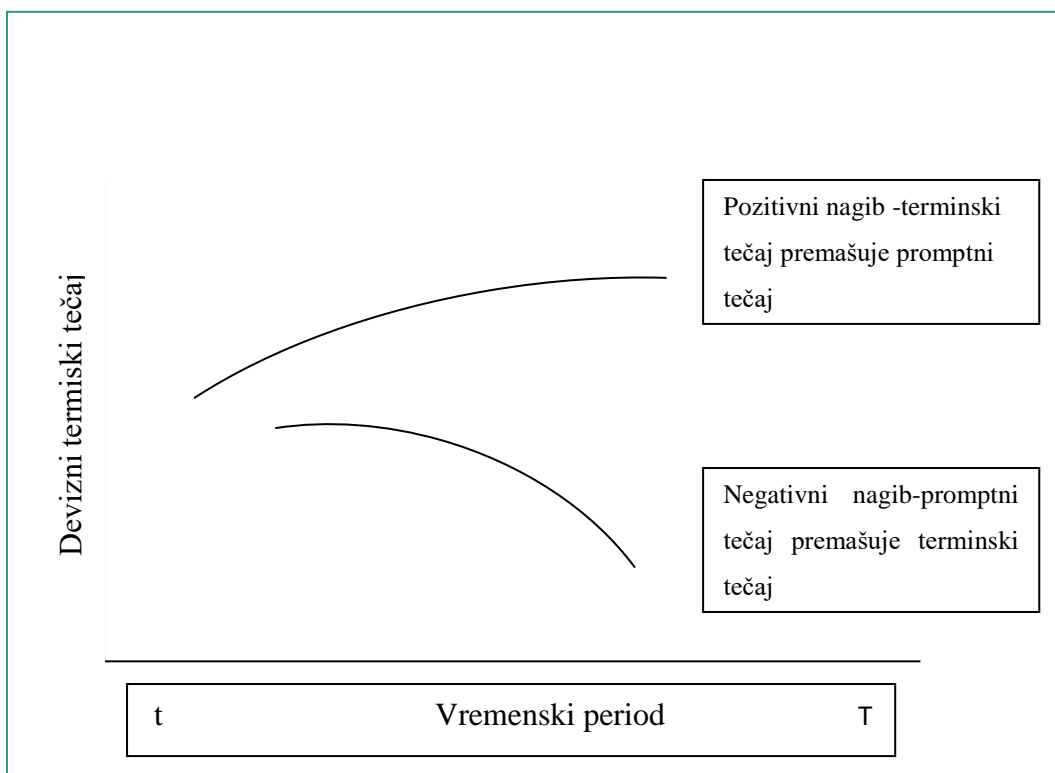 Pozitivni nagib -terminski
tečaj premašuje promptni
tečaj
Devizni termiski tečaj
Negativni nagib-promptni
tečaj premašuje terminski
tečaj
t Vremenski period T